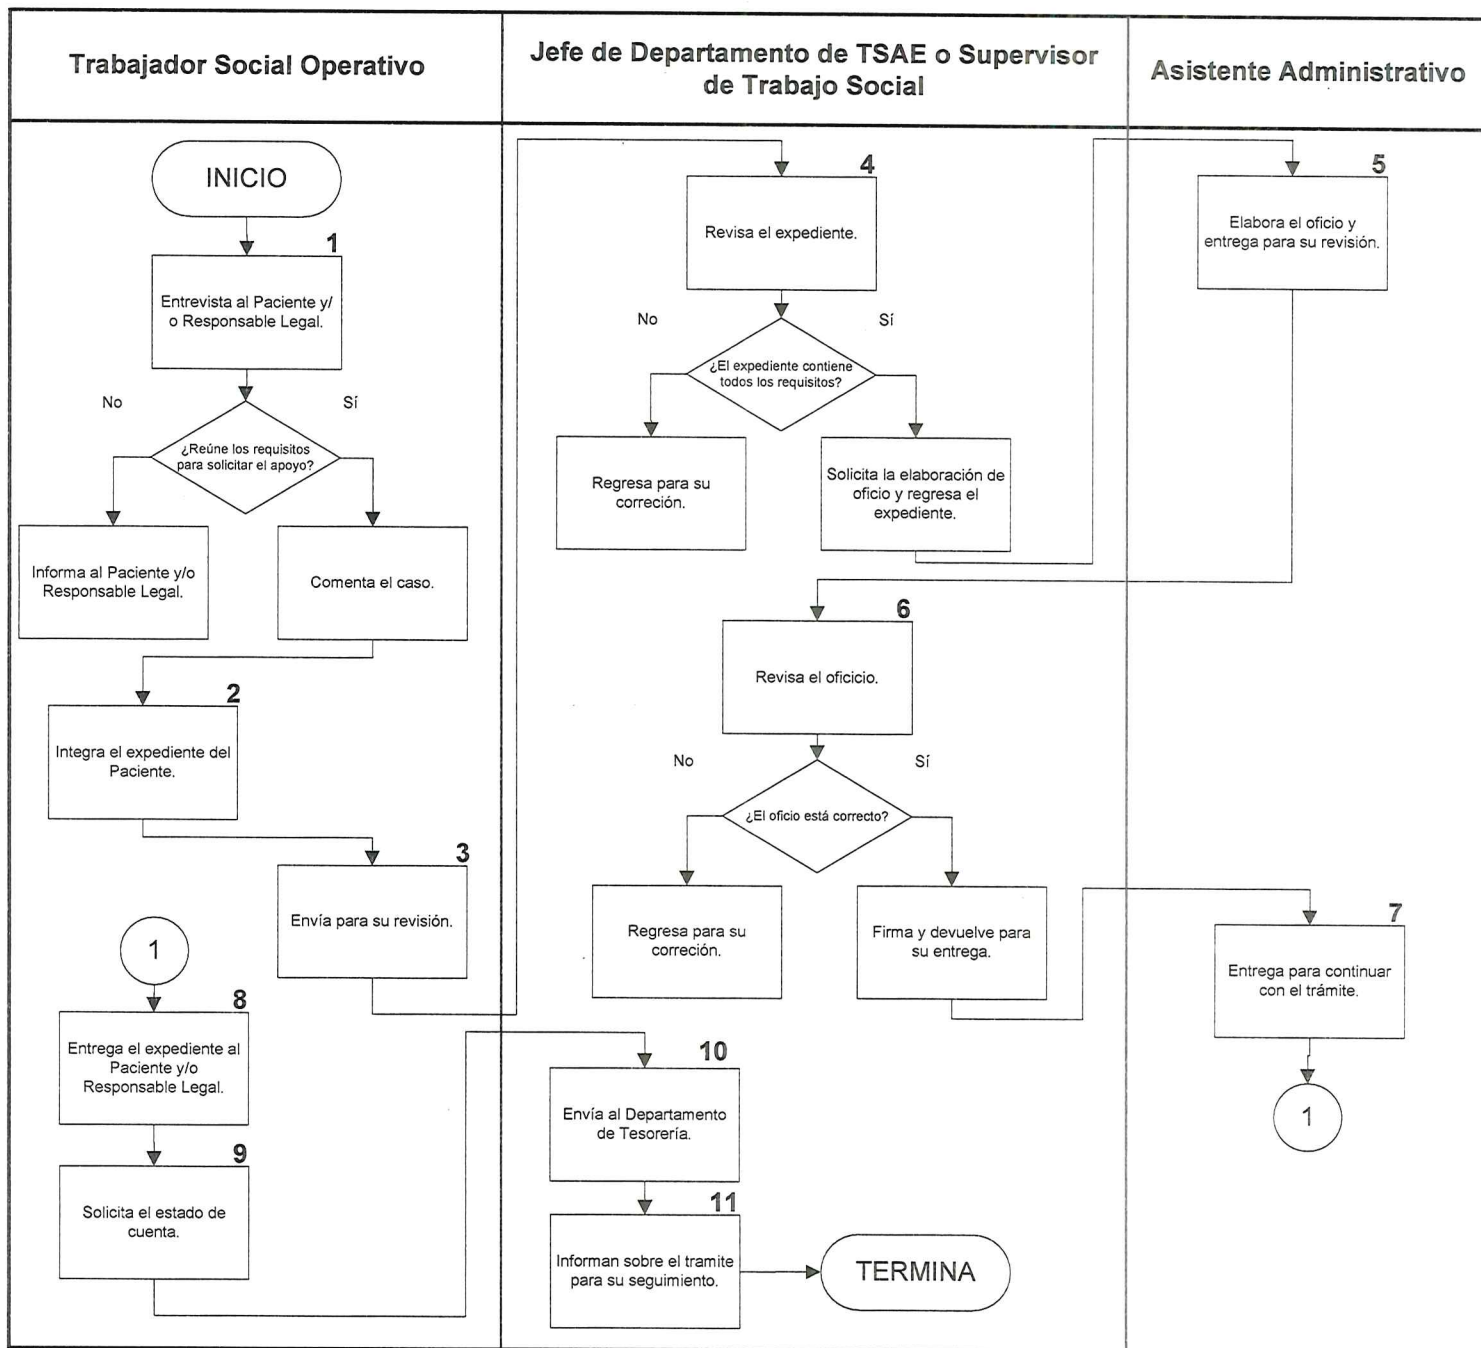 Trabajador Social Operativo
Jefe de Departamento de TSAE o Supervisor
de Trabajo Social
Asistente Administrativo
INICIO
1
Entrevista al Paciente y/
o Responsable Legal.
No
Sí
¿Reúne los requisitos
para solicitar el apoyo?
Informa al Paciente y/o
Responsable Legal.
Comenta el caso.
2
Integra el expediente del
Paciente.
3
Envía para su revisión.
4
Revisa el expediente.
No
Sí
¿El expediente contiene
todos los requisitos?
Regresa para su
correción.
Solicita la elaboración de
oficio y regresa el
expediente.
5
Elabora el oficio y
entrega para su revisión.
6
Revisa el oficicio.
No
Sí
¿El oficio está correcto?
Regresa para su
correción.
Firma y devuelve para
su entrega.
7
Entrega para continuar
con el trámite.
1
1
8
Entrega el expediente al
Paciente y/o
Responsable Legal.
9
Solicita el estado de
cuenta.
10
Envía al Departamento
de Tesorería.
11
Informan sobre el tramite
para su seguimiento.
TERMINA